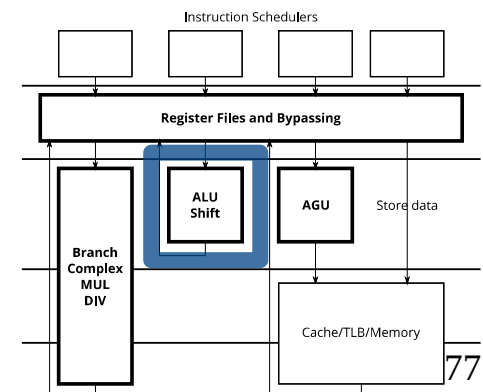 Instruction Schedulers
Register Files and Bypassing
ALU
Shift
AGU
Store data
Branch
Complex
MUL
DIV
Cache/TLB/Memory
77